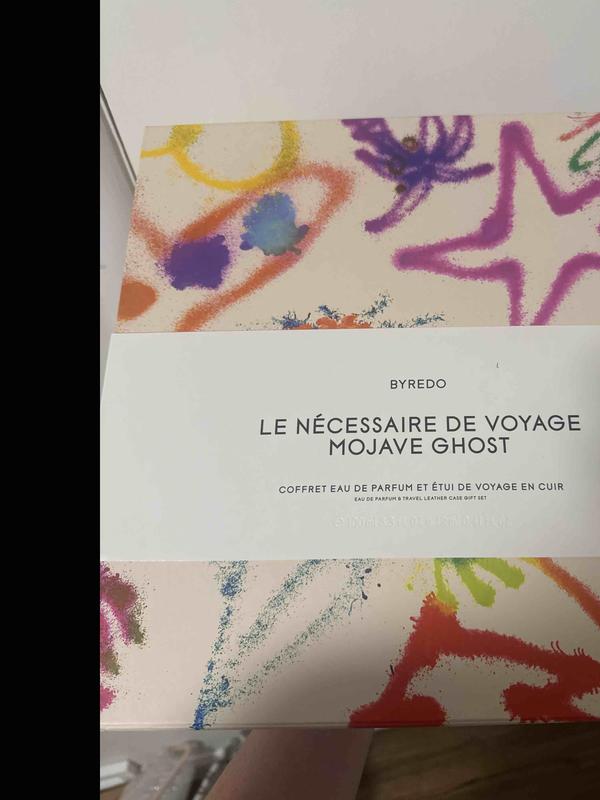 BYREDO
LE NÉCESSAIRE DE VOYAGE
MOJAVE GHOST
COFFRET EAU DE PARFUM ET ÉTUI DE VOYAGE EN CUIR
EAU DE PARFUM & TRAVEL LEATHER CASE GIFT SET